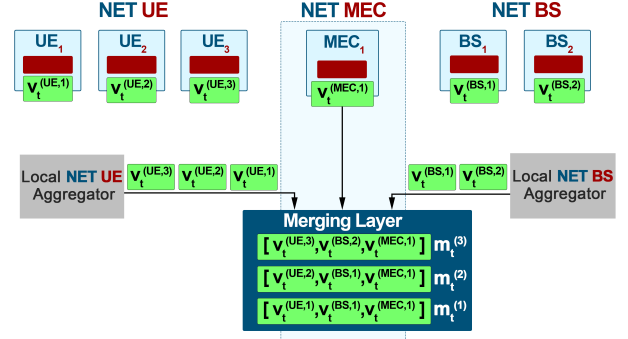 NET UE NET MEC NET BS
UE1 UE2 UE3 MEC1 BS1 BS2
vt(UE,1) vt(UE,2) vt(UE,3) vt(MEC,1) vt(BS,1) vt(BS,2)
Local NET UE
Aggregator
vt(UE,3) vt(UE,2) vt(UE,1)
vt(BS,1) vt(BS,2)
Local NET BS
Aggregator
Merging Layer
[ vt(UE,3),vt(BS,2),vt(MEC,1) ] mt(3)
[ vt(UE,2),vt(BS,1),vt(MEC,1) ] mt(2)
[ vt(UE,1),vt(BS,1),vt(MEC,1) ] mt(1)